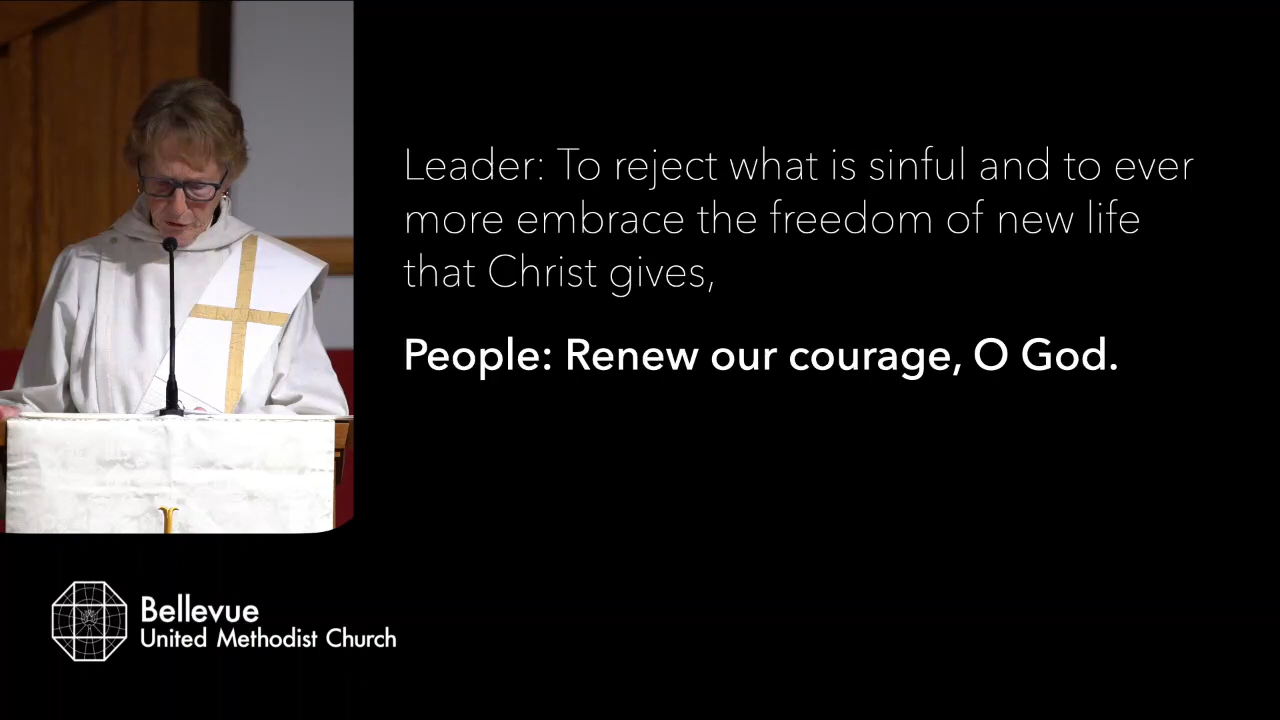 Leader: To reject what is sinful and to ever
more embrace the freedom of new life
that Christ gives,
People: Renew our courage, O God.
Bellevue
United Methodist Church